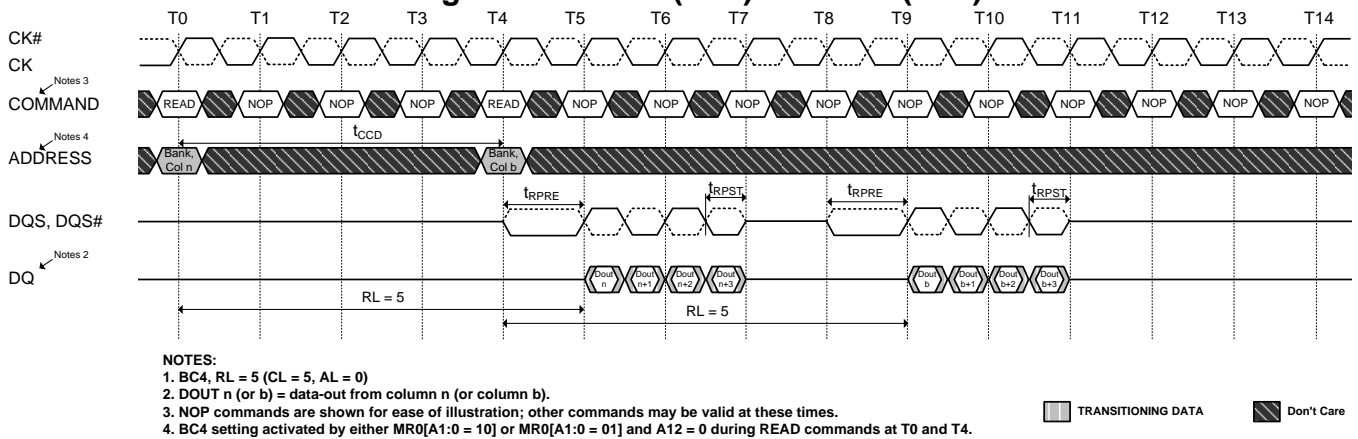 T0 T1 T2 T3 T4 T5 T6 T7 T8 T9 T10 T11 T12 T13 T14
CK#
CK
Notes 3
COMMAND READ NOP NOP NOP READ NOP NOP NOP NOP NOP NOP NOP NOP NOP NOP
tCCD
Notes 4
ADDRESS Bank, Col n Bank, Col b
tRPRE tRPST tRPRE tRPST
DQS, DQS#
Notes 2
DQ Dout n Dout n+1 Dout n+2 Dout n+3 Dout b Dout b+1 Dout b+2 Dout b+3
RL = 5 RL = 5
NOTES:
1. BC4, RL = 5 (CL = 5, AL = 0)
2. DOUT n (or b) = data-out from column n (or column b).
3. NOP commands are shown for ease of illustration; other commands may be valid at these times.
4. BC4 setting activated by either MR0[A1:0 = 10] or MR0[A1:0 = 01] and A12 = 0 during READ commands at T0 and T4.
TRANSITIONING DATA Don't Care